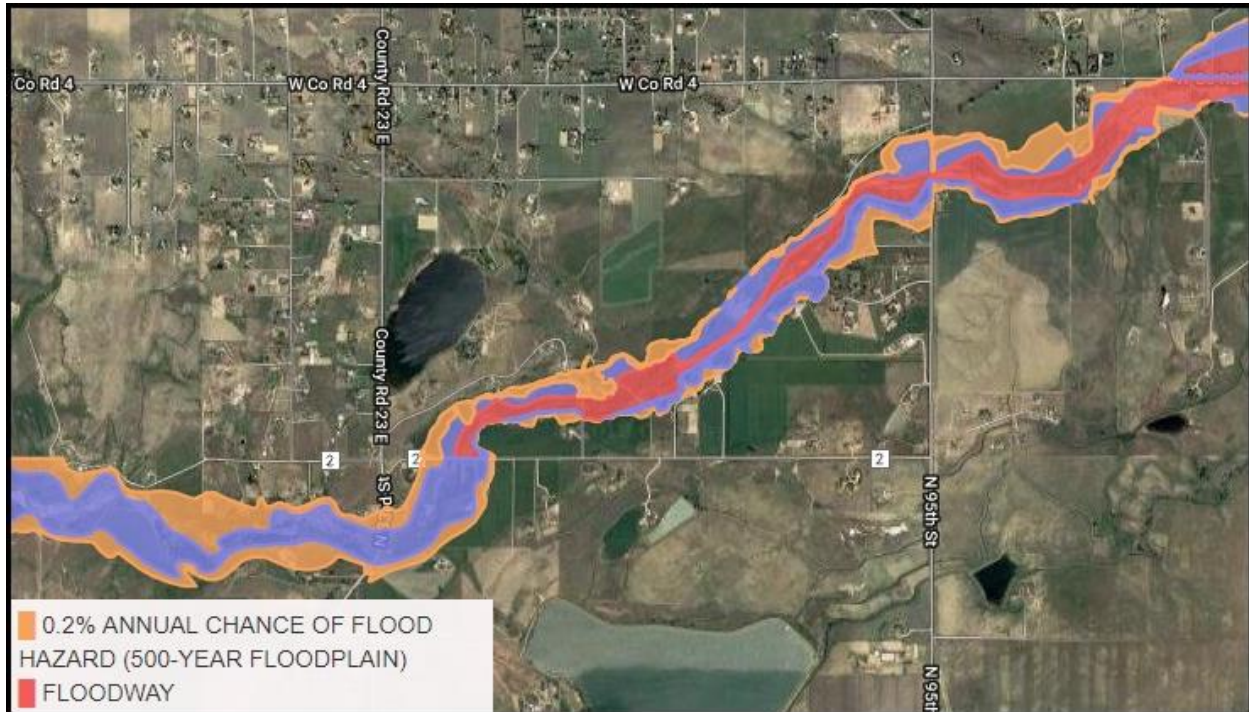 Co Rd 4
W Co Rd 4
W Co Rd 4
County Rd 23 E
County Rd 23 E
2
2
2
N 95th St
N 95th
0.2% ANNUAL CHANCE OF FLOOD
HAZARD (500-YEAR FLOODPLAIN)
FLOODWAY